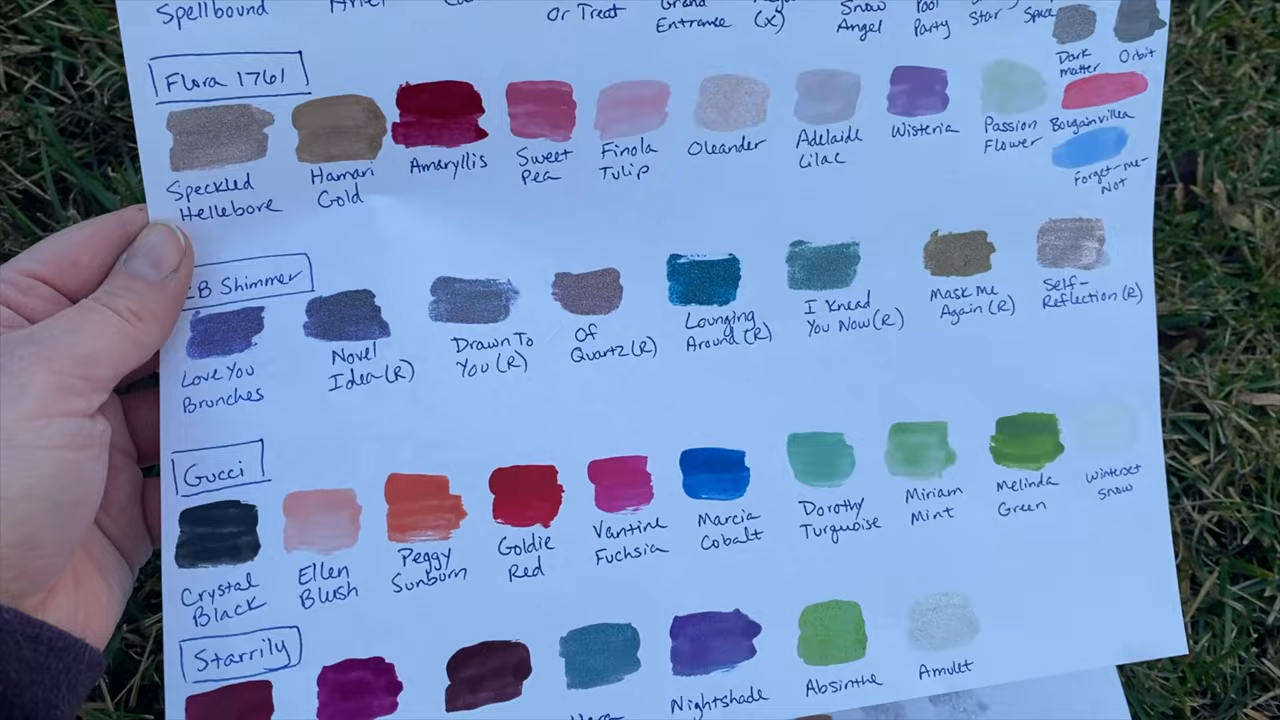 Spellbound
Or Treat
Grand
Entrance
(X)
Snow
Angel
Pool
Party
Star
Dark
matter
Orbit
Flora 1761
Speckled
Hellebore
Hamari
Gold
Amaryllis
Sweet
Pea
Finola
Tulip
Oleander
Adelaide
Lilac
Wisteria
Passion
Flower
Bougainvillea
Forget-me-
Not
LB Shimmer
Love You
Brunches
Novel
Idea (R)
Drawn To
You (R)
Of
Quartz (R)
Lounging
Around (R)
I Knead
You Now (R)
Mask Me
Again (R)
Self-
Reflection (R)
Gucci
Crystal
Black
Ellen
Blush
Peggy
Sunburn
Goldie
Red
Vantine
Fuchsia
Marcia
Cobalt
Dorothy
Turquoise
Miriam
Mint
Melinda
Green
Winterset
Snow
Starrily
Nightshade
Absinthe
Amulet